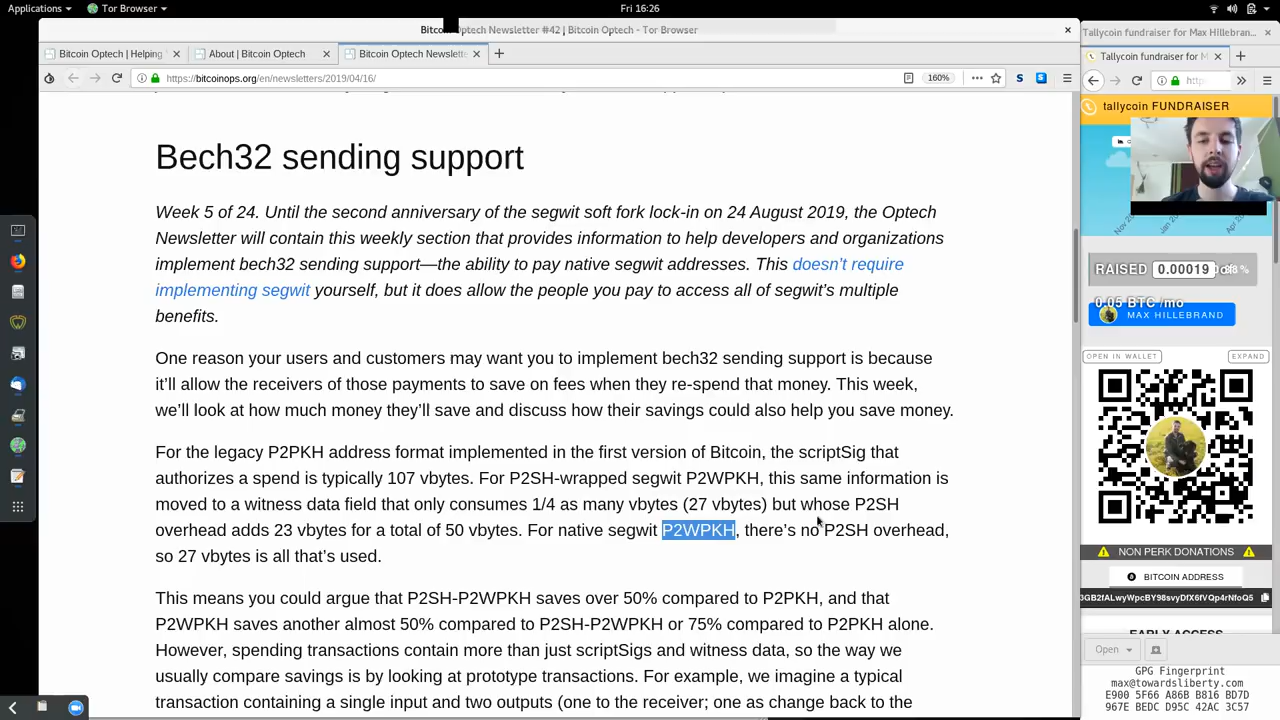 Applications
Tor Browser
Fri 16:26
Bitcoin Optech Newsletter #42 | Bitcoin Optech - Tor Browser
Bitcoin Optech | Helping
About | Bitcoin Optech
Bitcoin Optech Newslette
https://bitcoinops.org/en/newsletters/2019/04/16/
160%
Bech32 sending support
Week 5 of 24. Until the second anniversary of the segwit soft fork lock-in on 24 August 2019, the Optech
Newsletter will contain this weekly section that provides information to help developers and organizations
implement bech32 sending support—the ability to pay native segwit addresses. This doesn't require
implementing segwit yourself, but it does allow the people you pay to access all of segwit's multiple
benefits.
One reason your users and customers may want you to implement bech32 sending support is because
it'll allow the receivers of those payments to save on fees when they re-spend that money. This week,
we'll look at how much money they'll save and discuss how their savings could also help you save money.
For the legacy P2PKH address format implemented in the first version of Bitcoin, the scriptSig that
authorizes a spend is typically 107 vbytes. For P2SH-wrapped segwit P2WPKH, this same information is
moved to a witness data field that only consumes 1/4 as many vbytes (27 vbytes) but whose P2SH
overhead adds 23 vbytes for a total of 50 vbytes. For native segwit P2WPKH, there's no P2SH overhead,
so 27 vbytes is all that's used.
This means you could argue that P2SH-P2WPKH saves over 50% compared to P2PKH, and that
P2WPKH saves another almost 50% compared to P2SH-P2WPKH or 75% compared to P2PKH alone.
However, spending transactions contain more than just scriptSigs and witness data, so the way we
usually compare savings is by looking at prototype transactions. For example, we imagine a typical
transaction containing a single input and two outputs (one to the receiver; one as change back to the
Tallycoin fundraiser for Max Hillebran...
Tallycoin fundraiser for M
http:
tallycoin FUNDRAISER
Nov
Jan
Apr
RAISED 0.00019 of
0.05 BTC /mo
MAX HILLEBRAND
OPEN IN WALLET
EXPAND
NON PERK DONATIONS
BITCOIN ADDRESS
3GB2fALwyWpcBY98svyDfX6fVQp4rNfoQ5
EARLY ACCESS
Open
GPG Fingerprint
max@towardsliberty.com
E900 5F66 A86B B816 BD7D
967E BEDC D95C 42AC 3C57